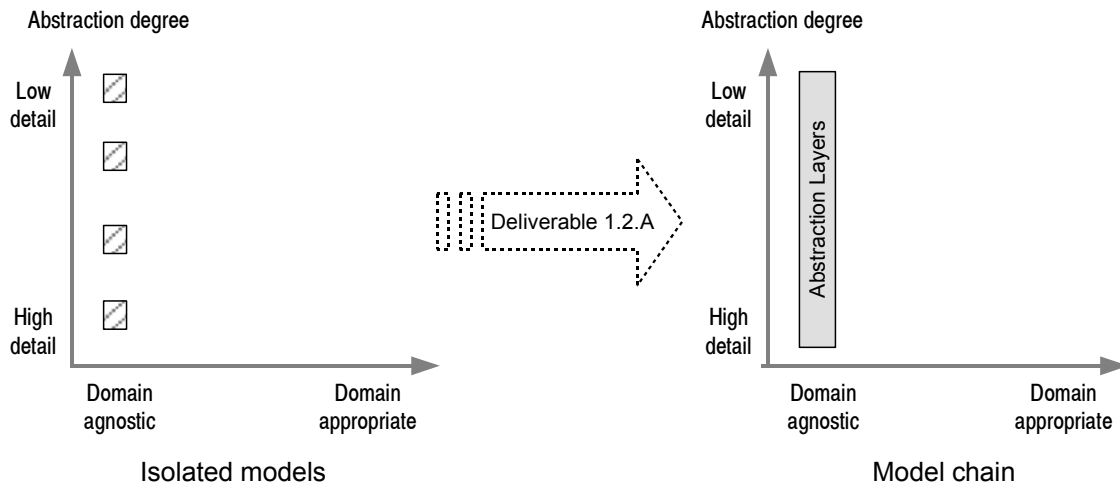 Abstraction degree
Low
detail
High
detail
Domain
agnostic
Domain
appropriate
Isolated models
Deliverable 1.2.A
Abstraction degree
Low
detail
Abstraction Layers
High
detail
Domain
agnostic
Domain
appropriate
Model chain